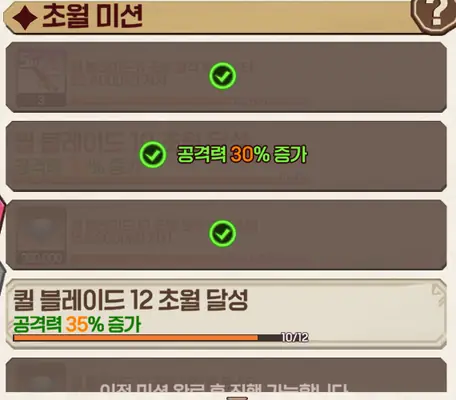 초월 미션
?
공격력 30% 증가
퀼 블레이드 12 초월 달성
공격력 35% 증가
10/12
이전 미션 완료 후 진행 가능합니다